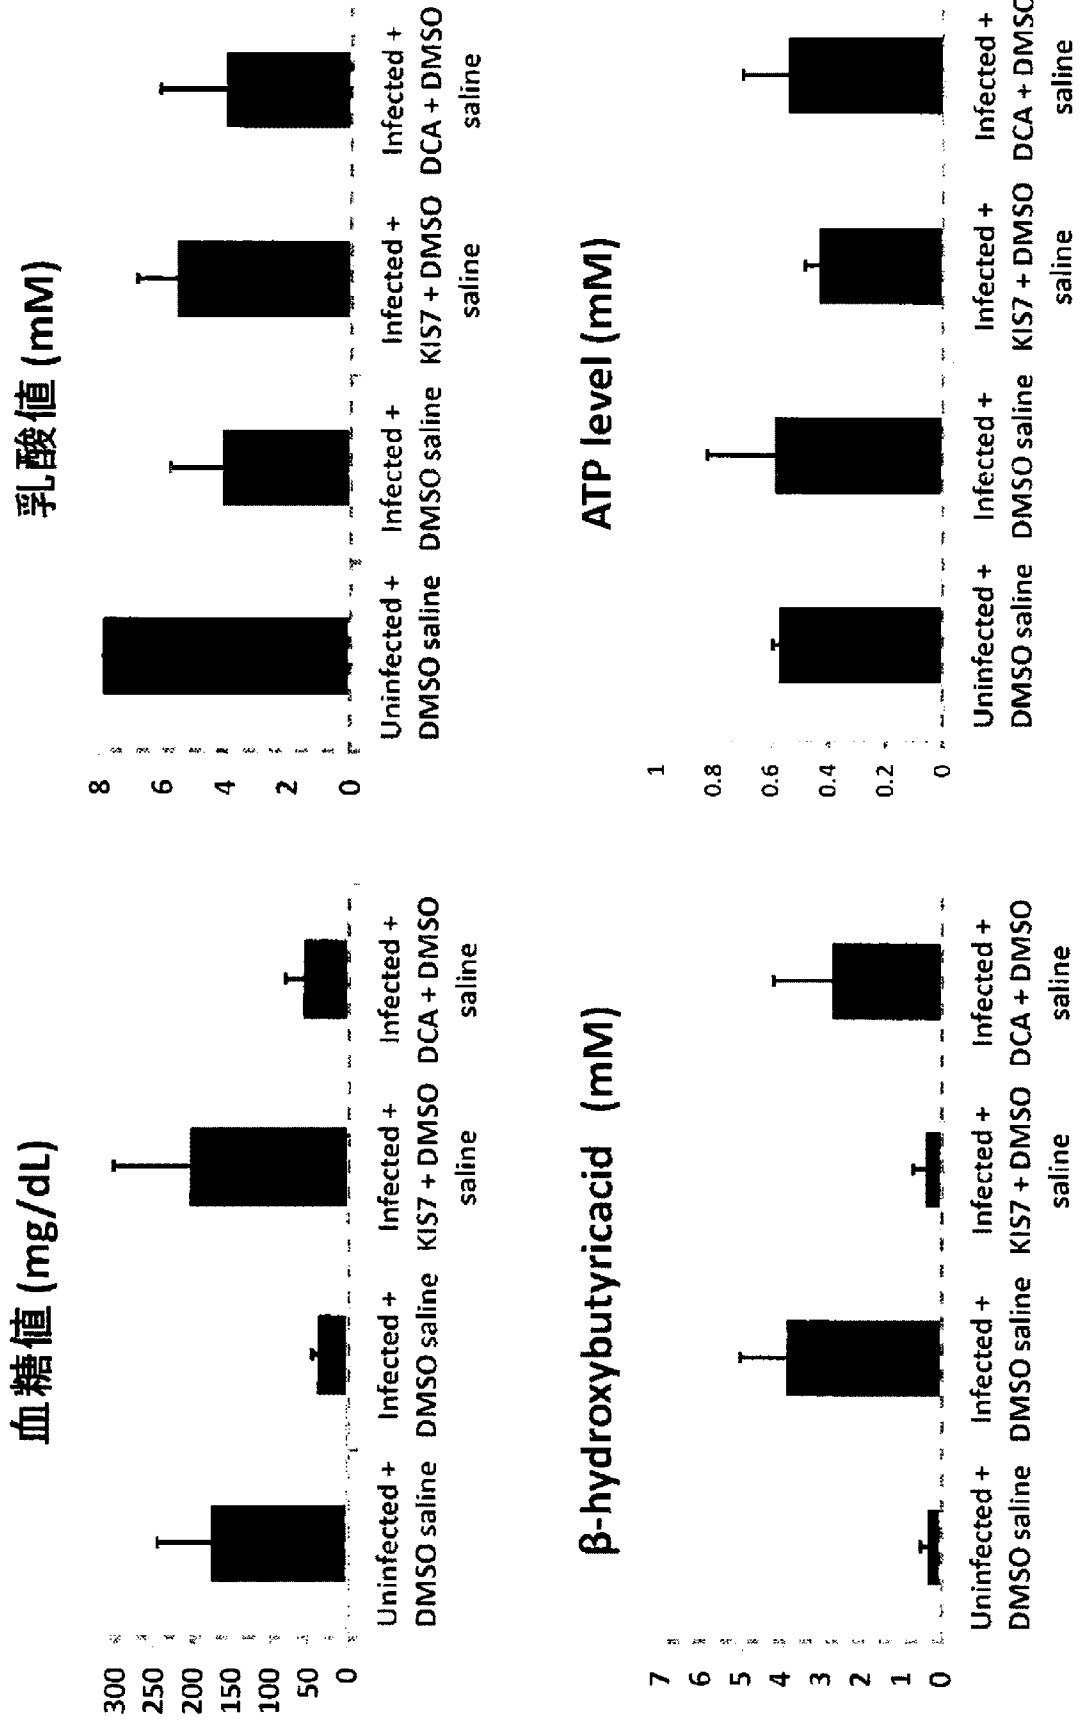 血糖値 (mg/dL)
300
250
200
150
100
50
0
Uninfected + Infected + Infected + Infected +
DMSO saline DMSO saline KIS7 + DMSO DCA + DMSO
saline saline
乳酸値 (mM)
8
6
4
2
0
Uninfected + Infected + Infected + Infected +
DMSO saline DMSO saline KIS7 + DMSO DCA + DMSO
saline saline
β-hydroxybutyricacid (mM)
7
6
5
4
3
2
1
0
Uninfected + Infected + Infected + Infected +
DMSO saline DMSO saline KIS7 + DMSO DCA + DMSO
saline saline
ATP level (mM)
1
0.8
0.6
0.4
0.2
0
Uninfected + Infected + Infected + Infected +
DMSO saline DMSO saline KIS7 + DMSO DCA + DMSO
saline saline